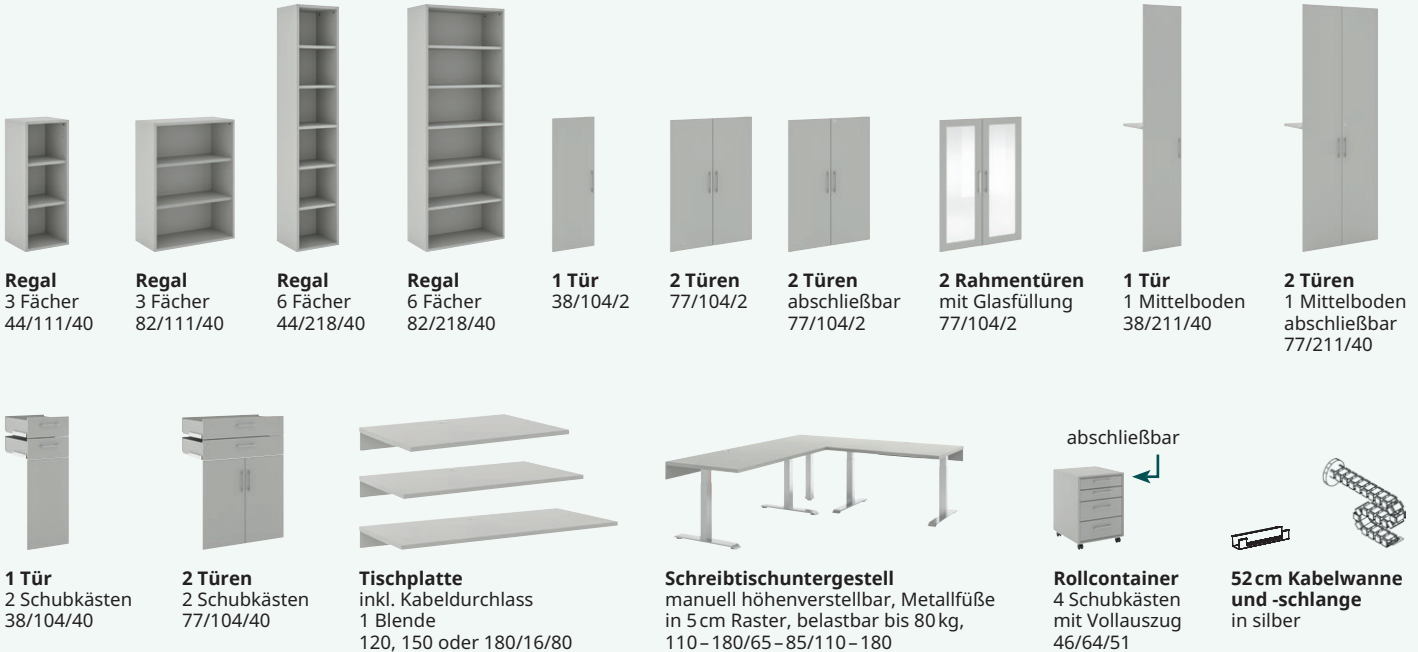 Regal
3 Fächer
44/111/40
Regal
3 Fächer
82/111/40
Regal
6 Fächer
44/218/40
Regal
6 Fächer
82/218/40
1 Tür
38/104/2
2 Türen
77/104/2
2 Türen
abschließbar
77/104/2
2 Rahmentüren
mit Glasfüllung
77/104/2
1 Tür
1 Mittelboden
38/211/40
2 Türen
1 Mittelboden
abschließbar
77/211/40
1 Tür
2 Schubkästen
38/104/40
2 Türen
2 Schubkästen
77/104/40
Tischplatte
inkl. Kabeldurchlass
1 Blende
120, 150 oder 180/16/80
Schreibtischuntergestell
manuell höhenverstellbar, Metallfüße
in 5 cm Raster, belastbar bis 80 kg,
110–180/65–85/110–180
abschließbar
Rollcontainer
4 Schubkästen
mit Vollauszug
46/64/51
52 cm Kabelwanne
und -schlange
in silber